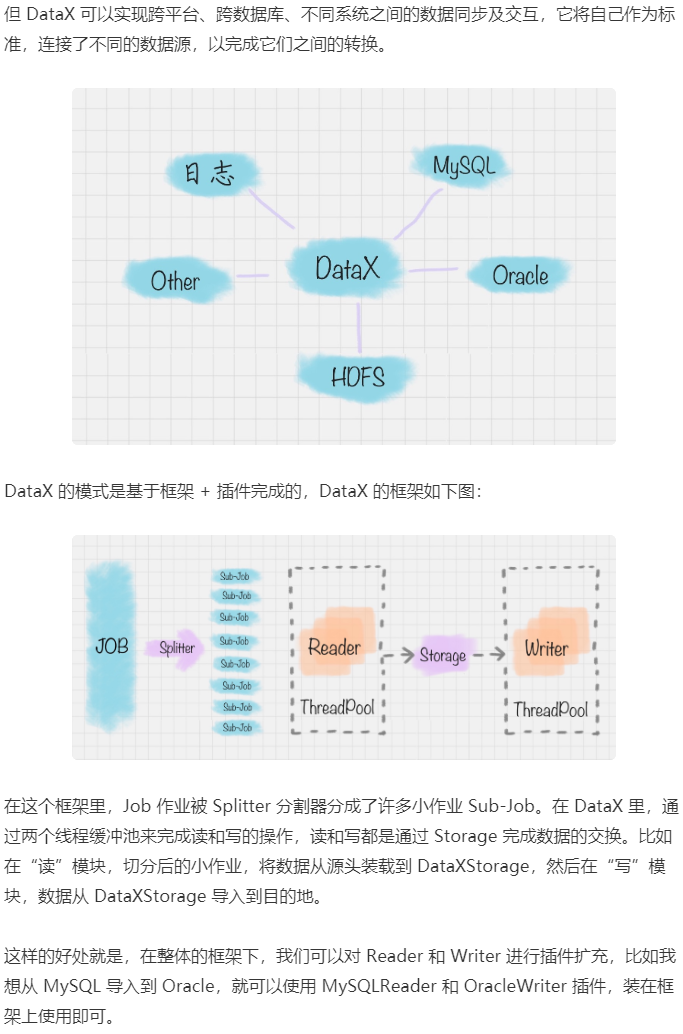 但 DataX 可以实现跨平台、跨数据库、不同系统之间的数据同步及交互，它将自己作为标
准，连接了不同的数据源，以完成它们之间的转换。
日志
MySQL
DataX
Other
Oracle
HDFS
DataX 的模式是基于框架 + 插件完成的，DataX 的框架如下图：
JOB
Splitter
Sub-Job
Sub-Job
Sub-Job
Sub-Job
Sub-Job
Sub-Job
Sub-Job
Sub-Job
Reader
ThreadPool
Storage
Writer
ThreadPool
在这个框架里，Job 作业被 Splitter 分割器分成了许多小作业 Sub-Job。在 DataX 里，通
过两个线程缓冲池来完成读和写的操作，读和写都是通过 Storage 完成数据的交换。比如
在“读”模块，切分后的小作业，将数据从源头装载到 DataXStorage，然后在“写”模
块，数据从 DataXStorage 导入到目的地。
这样的好处就是，在整体的框架下，我们可以对 Reader 和 Writer 进行插件扩充，比如我
想从 MySQL 导入到 Oracle，就可以使用 MySQLReader 和 OracleWriter 插件，装在框
架上使用即可。